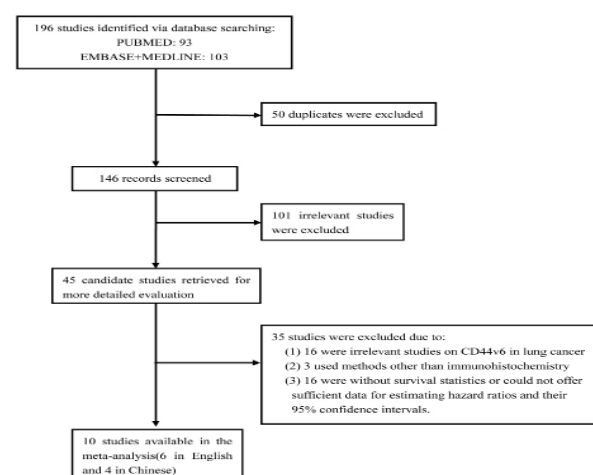 196 studies identified via database searching:
PUBMED: 93
EMBASE+MEDLINE: 103
50 duplicates were excluded
146 records screened
101 irrelevant studies
were excluded
45 candidate studies retrieved for
more detailed evaluation
35 studies were excluded due to:
(1) 16 were irrelevant studies on CD44v6 in lung cancer
(2) 3 used methods other than immunohistochemistry
(3) 16 were without survival statistics or could not offer
sufficient data for estimating hazard ratios and their
95% confidence intervals.
10 studies available in the
meta-analysis(6 in English
and 4 in Chinese)